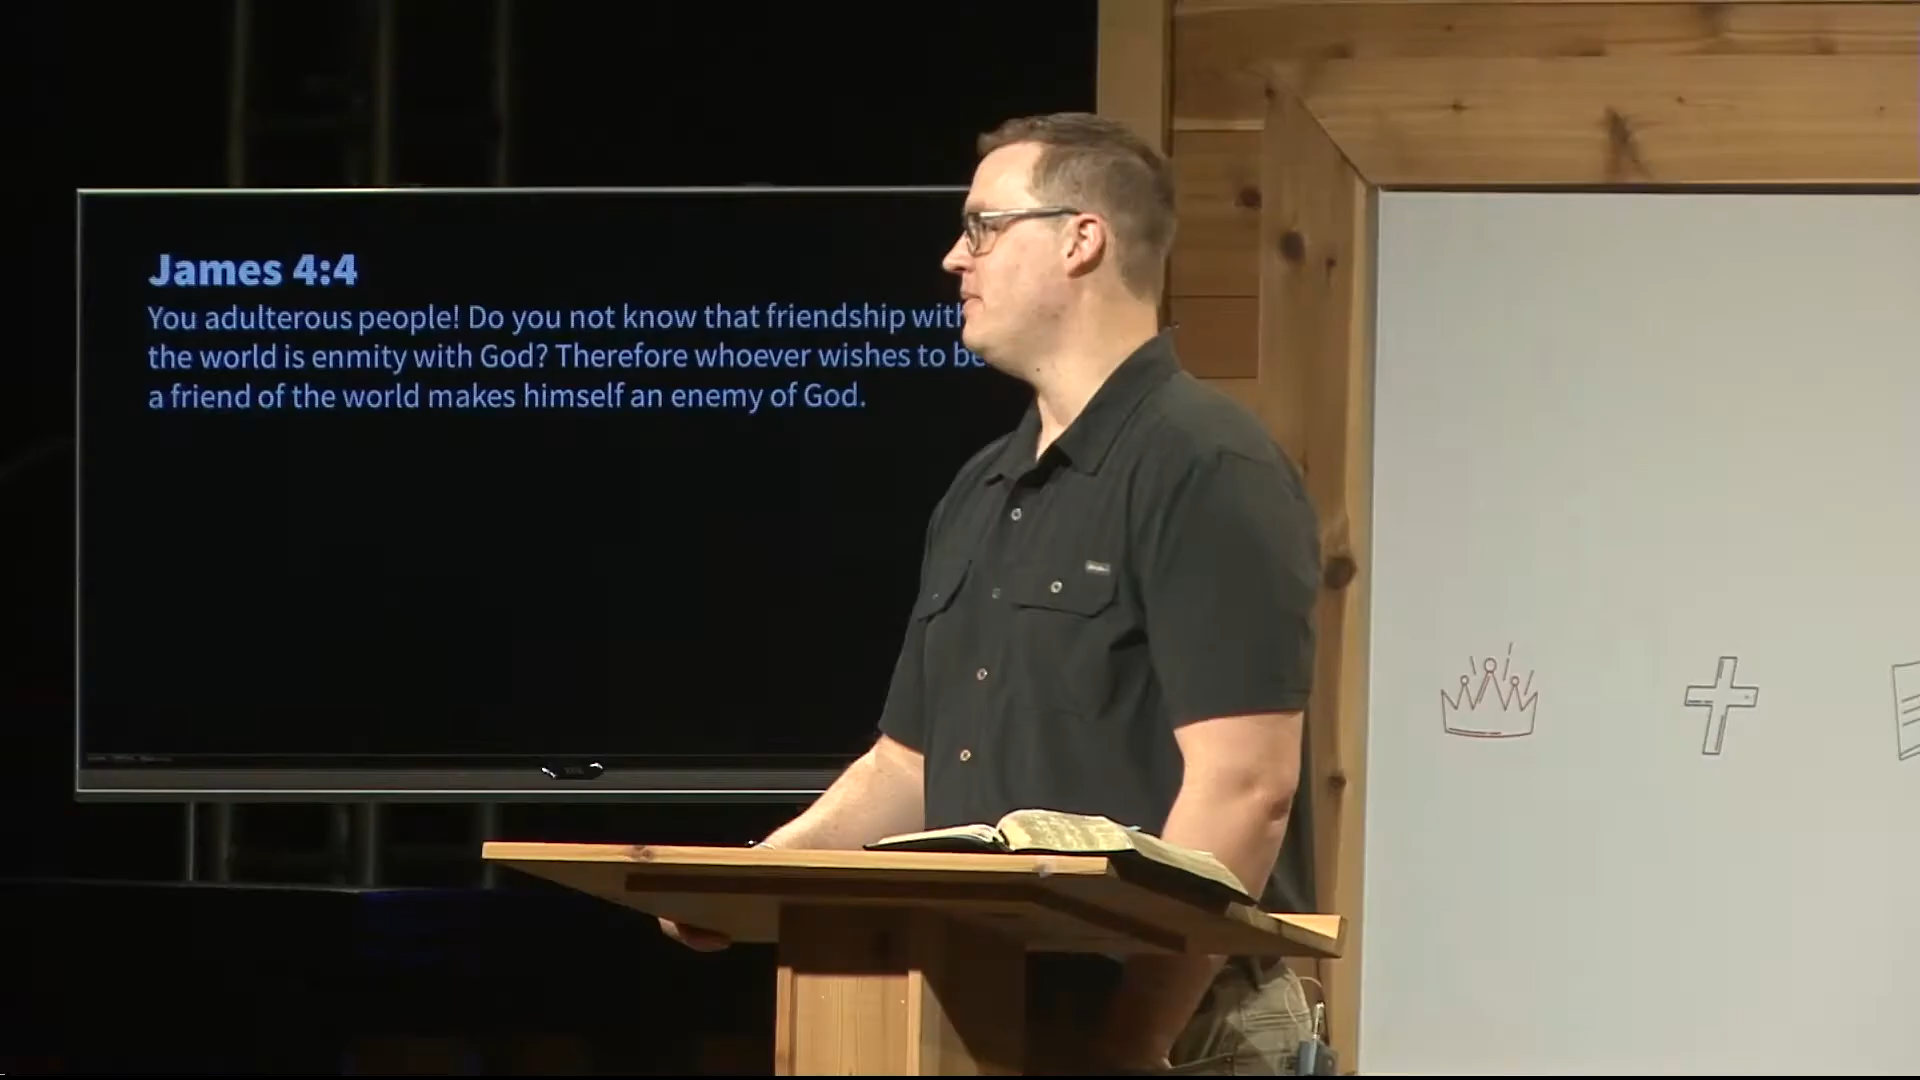 James 4:4
You adulterous people! Do you not know that friendship with
the world is enmity with God? Therefore whoever wishes to be
a friend of the world makes himself an enemy of God.